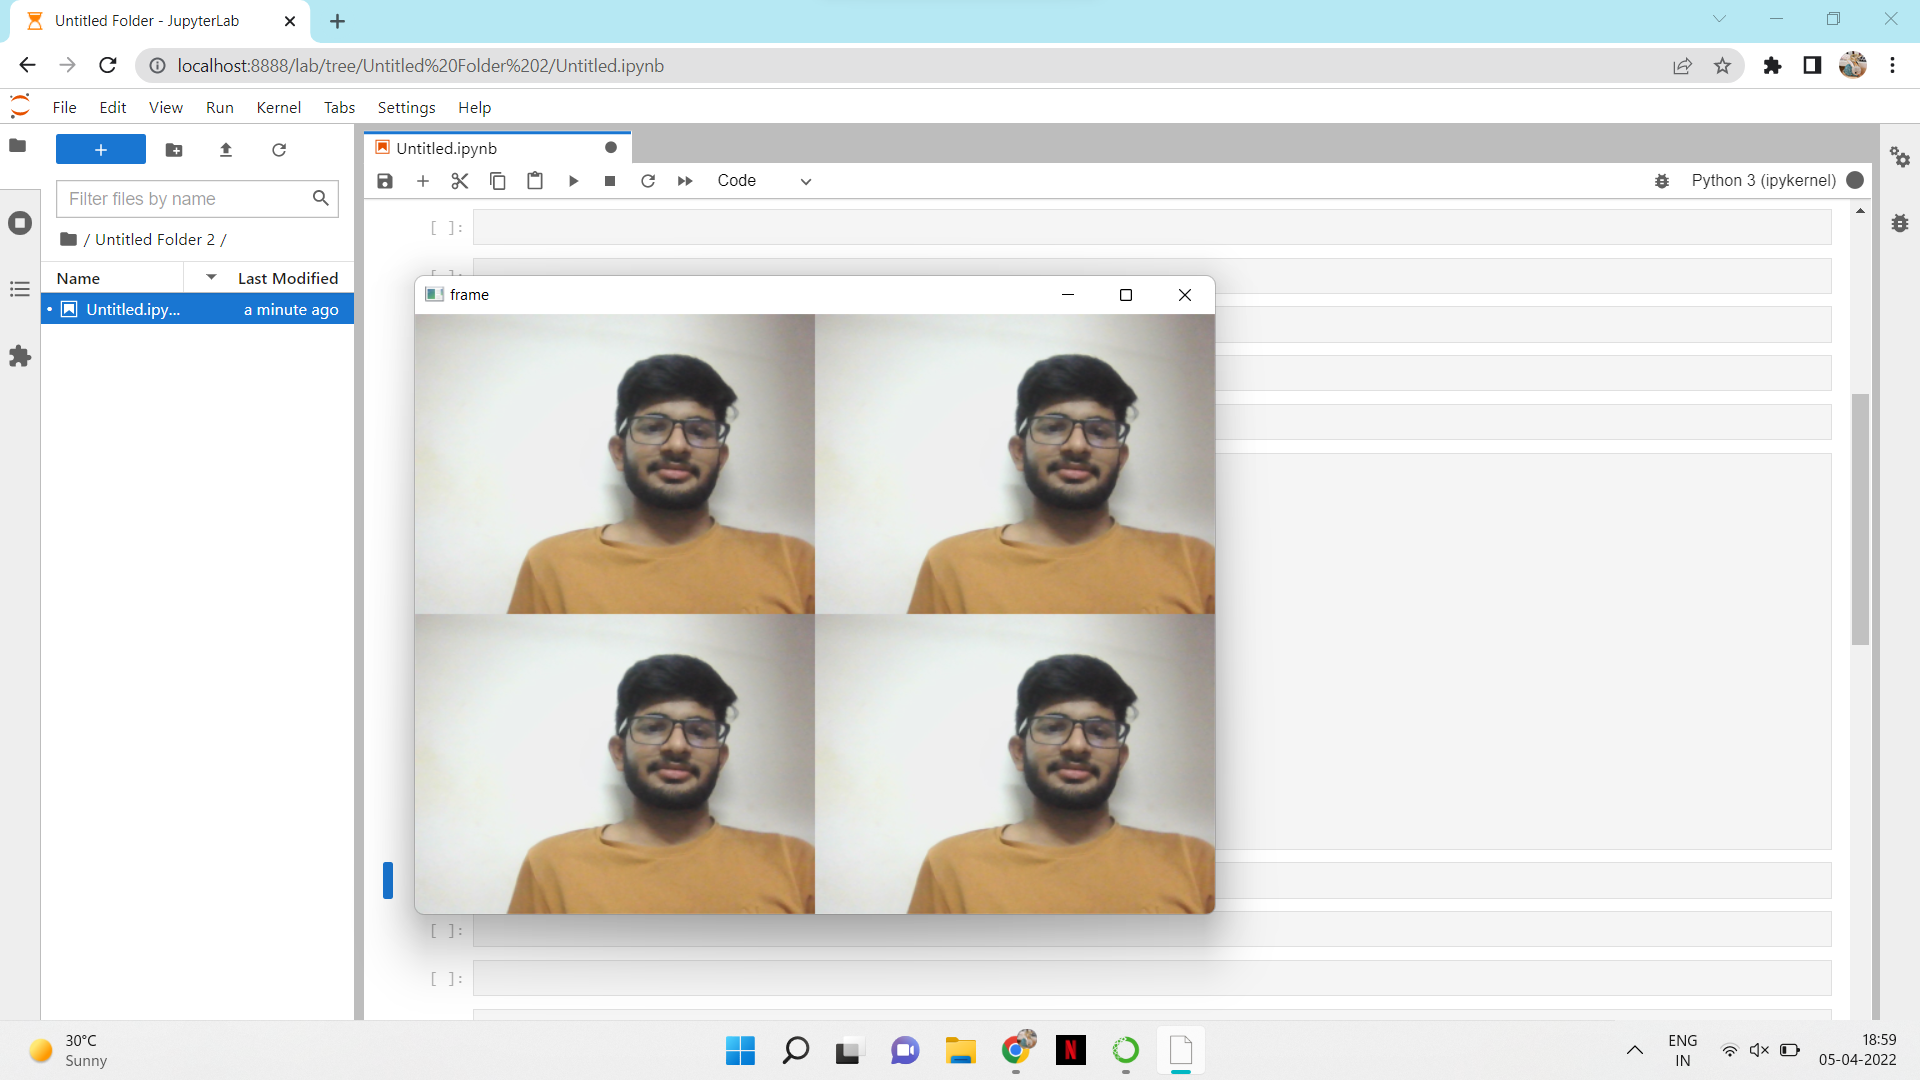 Untitled Folder - JupyterLab
localhost:8888/lab/tree/Untitled%20Folder%202/Untitled.ipynb
File Edit View Run Kernel Tabs Settings Help
Filter files by name
/ Untitled Folder 2 /
Name Last Modified
Untitled.ipy... a minute ago
Untitled.ipynb
Code
Python 3 (ipykernel)
[ ]:
[ ]:
frame
[ ]:
[ ]:
30°C
Sunny
N
ENG
IN
18:59
05-04-2022